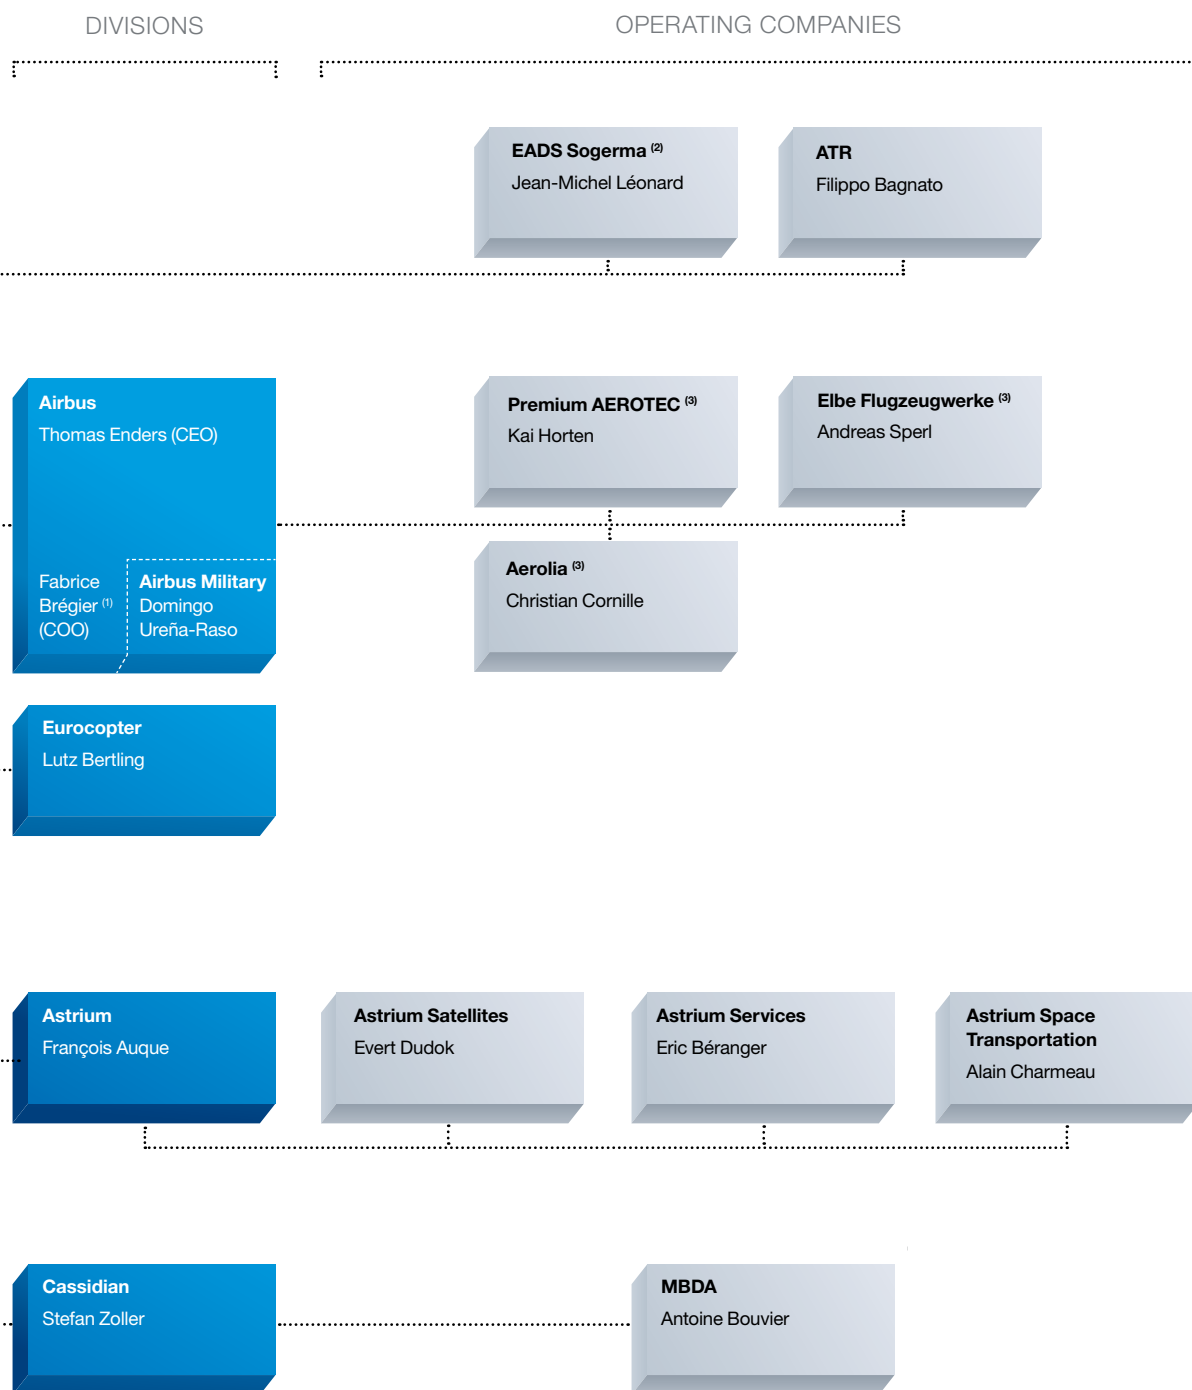 DIVISIONS
OPERATING COMPANIES
EADS Sogerma (2)
Jean-Michel Léonard
ATR
Filippo Bagnato
Airbus
Thomas Enders (CEO)
Fabrice
Brégier (1)
(COO)
Airbus Military
Domingo
Ureña-Raso
Premium AEROTEC (3)
Kai Horten
Elbe Flugzeugwerke (3)
Andreas Sperl
Aerolia (3)
Christian Cornille
Eurocopter
Lutz Bertling
Astrium
François Auque
Astrium Satellites
Evert Dudok
Astrium Services
Eric Béranger
Astrium Space
Transportation
Alain Charmeau
Cassidian
Stefan Zoller
MBDA
Antoine Bouvier